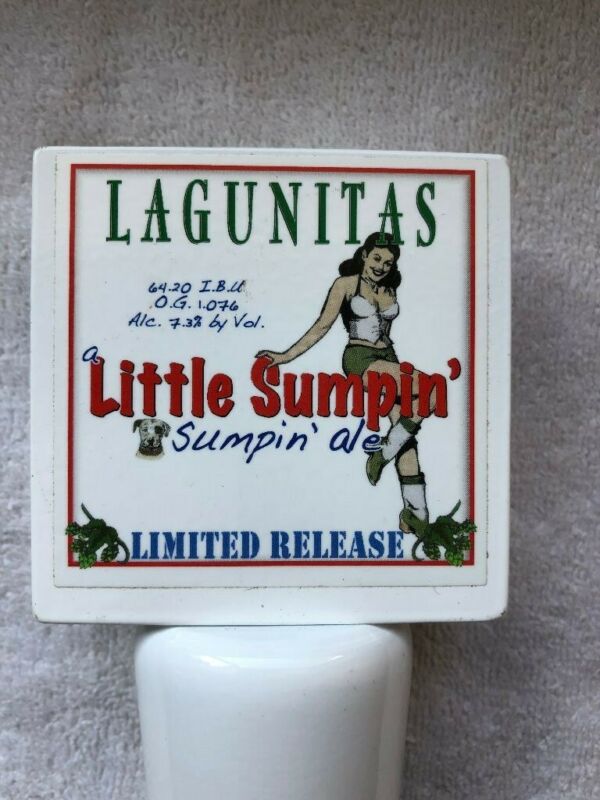 LAGUNITAS
64.20 I.B.U.
O.G. 1.076
Alc. 7.3% by Vol.
a
Little Sumpin'
Sumpin' ale
LIMITED RELEASE